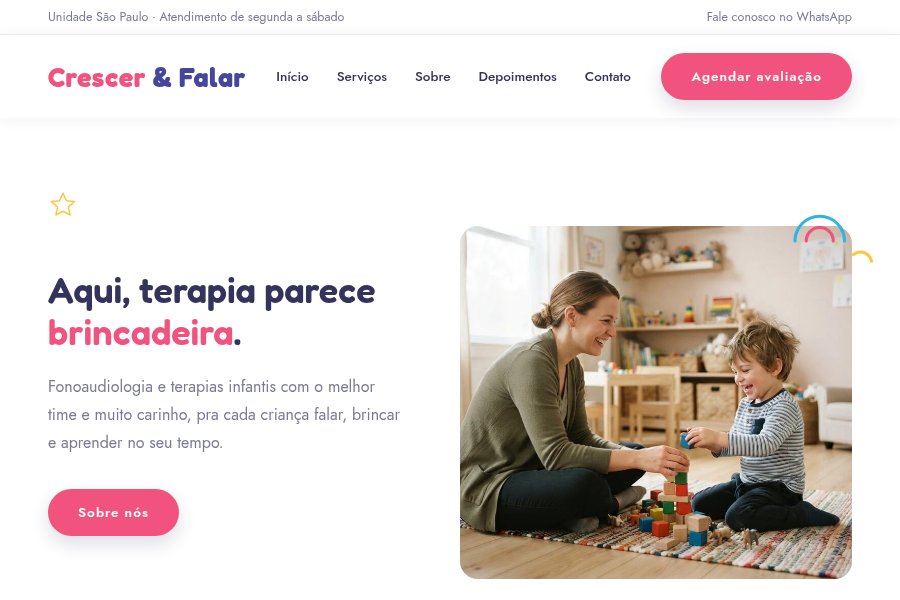 Unidade São Paulo · Atendimento de segunda a sábado
Fale conosco no WhatsApp
Crescer & Falar
Início
Serviços
Sobre
Depoimentos
Contato
Agendar avaliação
Aqui, terapia parece
brincadeira.
Fonoaudiologia e terapias infantis com o melhor
time e muito carinho, pra cada criança falar, brincar
e aprender no seu tempo.
Sobre nós